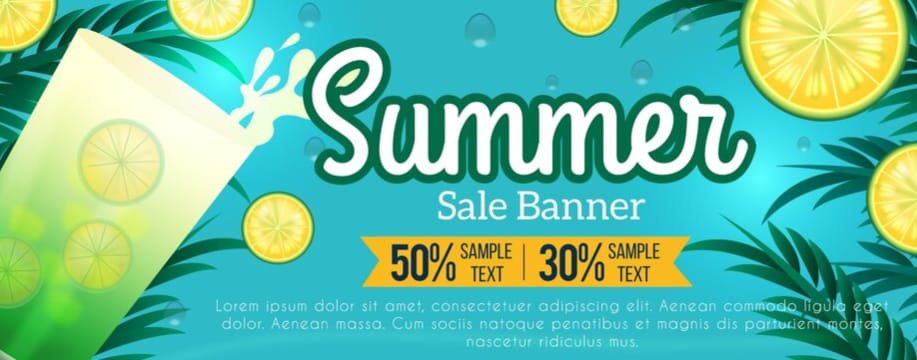 Summer
Sale Banner
50% SAMPLE TEXT | 30% SAMPLE TEXT
Lorem ipsum dolor sit amet, consectetuer adipiscing elit. Aenean commodo ligula eget
dolor. Aenean massa. Cum sociis natoque penatibus et magnis dis parturient montes,
nascetur ridiculus mus.